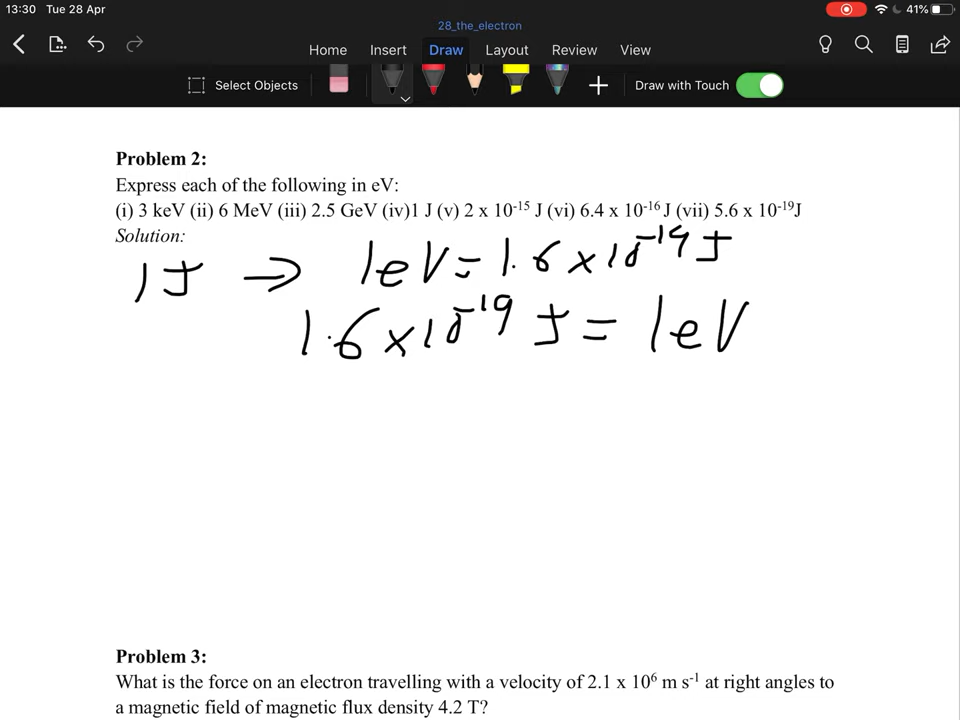 13:30 Tue 28 Apr 41%
28_the_electron
Home Insert Draw Layout Review View
Select Objects Draw with Touch
Problem 2:
Express each of the following in eV:
(i) 3 keV (ii) 6 MeV (iii) 2.5 GeV (iv)1 J (v) 2 x 10⁻¹⁵ J (vi) 6.4 x 10⁻¹⁶ J (vii) 5.6 x 10⁻¹⁹J
Solution:
1J → 1eV = 1.6 × 10⁻¹⁹ J
1.6 × 10⁻¹⁹ J = 1eV
Problem 3:
What is the force on an electron travelling with a velocity of 2.1 x 10⁶ m s⁻¹ at right angles to
a magnetic field of magnetic flux density 4.2 T?